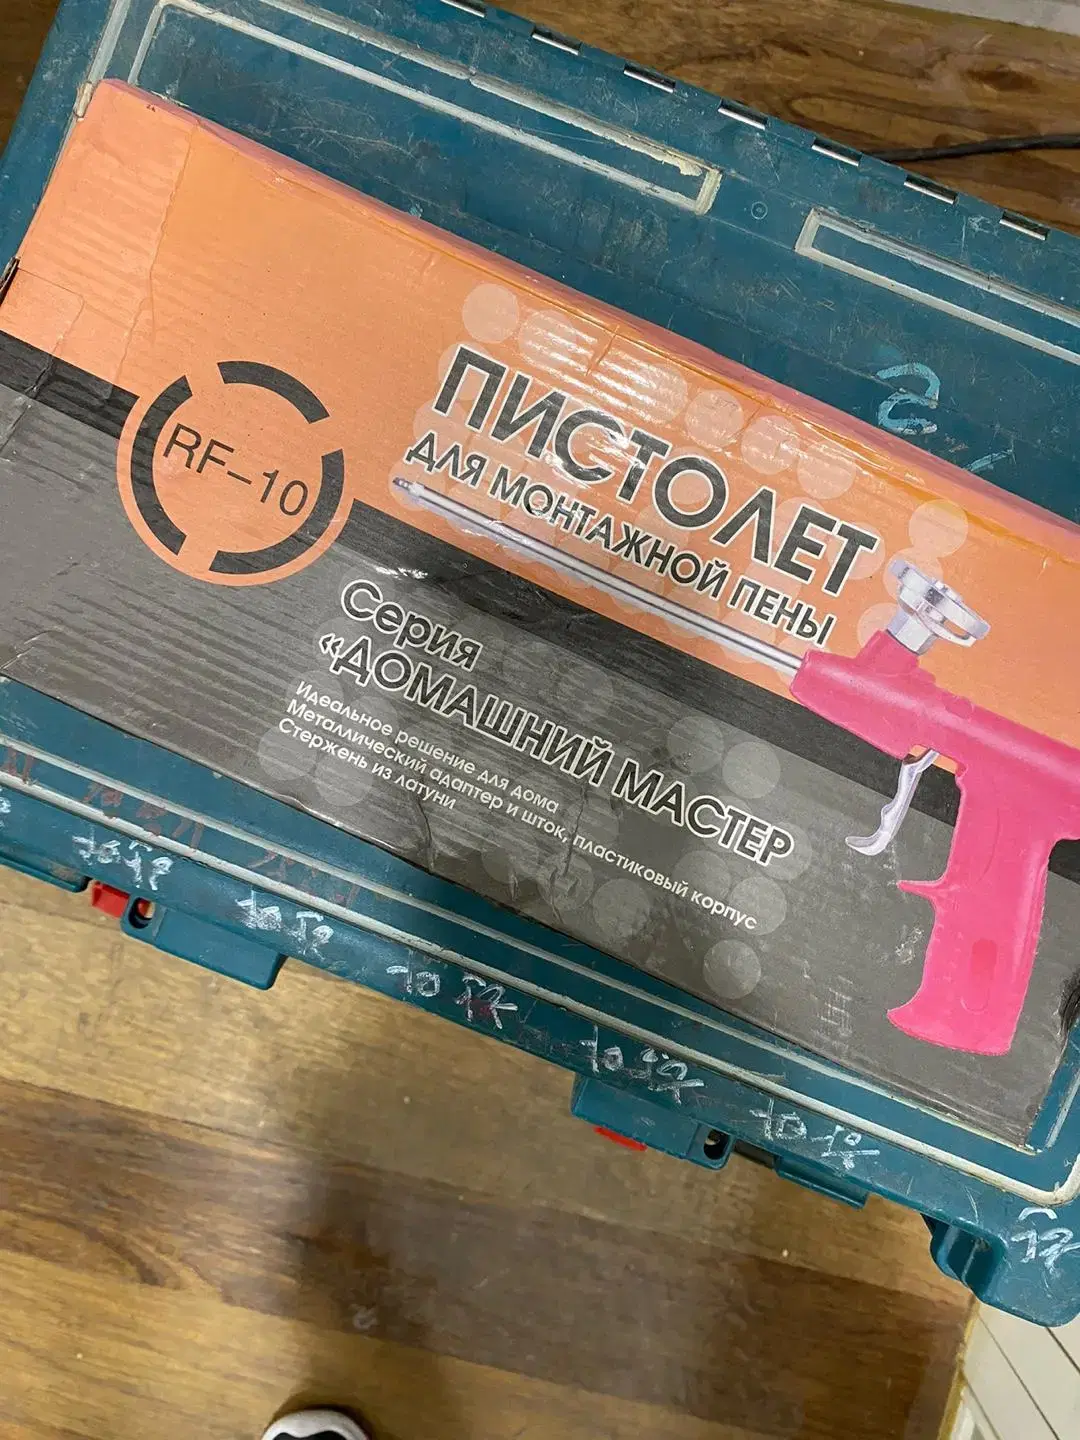 RF-10
ПИСТОЛЕТ
ДЛЯ МОНТАЖНОЙ ПЕНЫ
Серия
«ДОМАШНИЙ МАСТЕР
Идеальное решение для дома
Металлический адаптер и шток, пластиковый корпус
Стержень из латуни